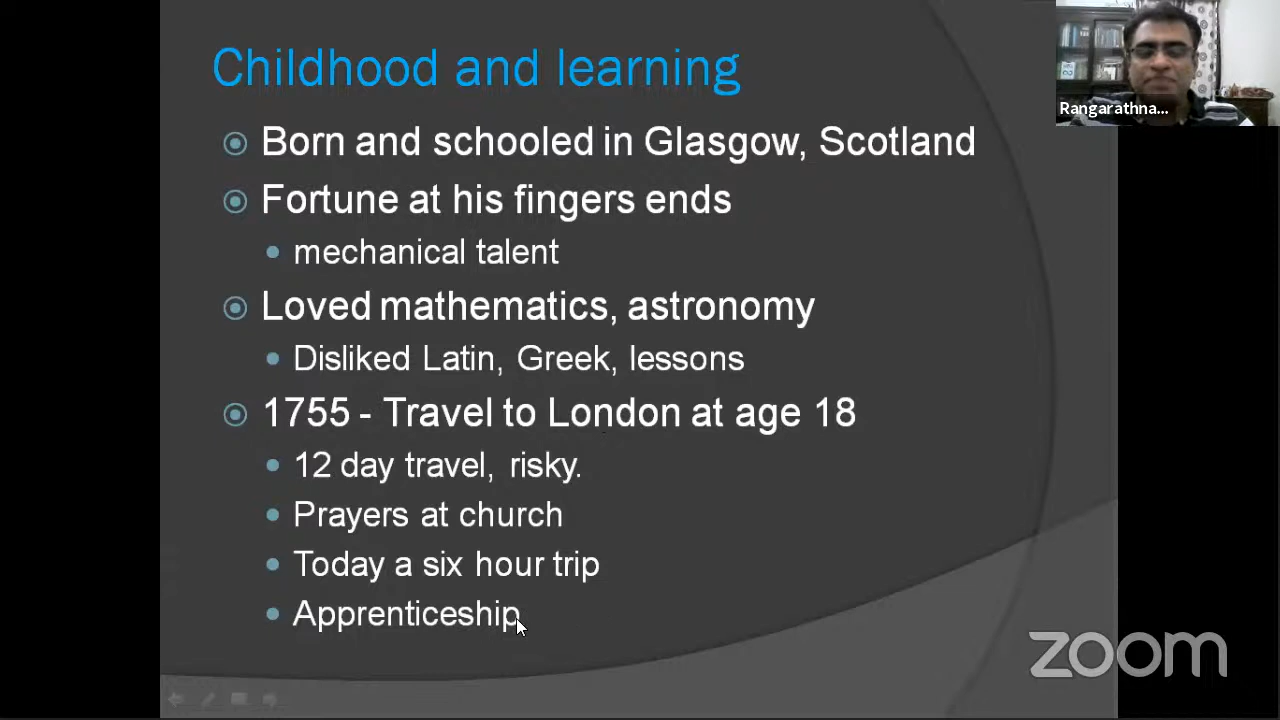 Childhood and learning
Rangarathna...
Born and schooled in Glasgow, Scotland
Fortune at his fingers ends
mechanical talent
Loved mathematics, astronomy
Disliked Latin, Greek, lessons
1755 - Travel to London at age 18
12 day travel, risky.
Prayers at church
Today a six hour trip
Apprenticeship
zoom